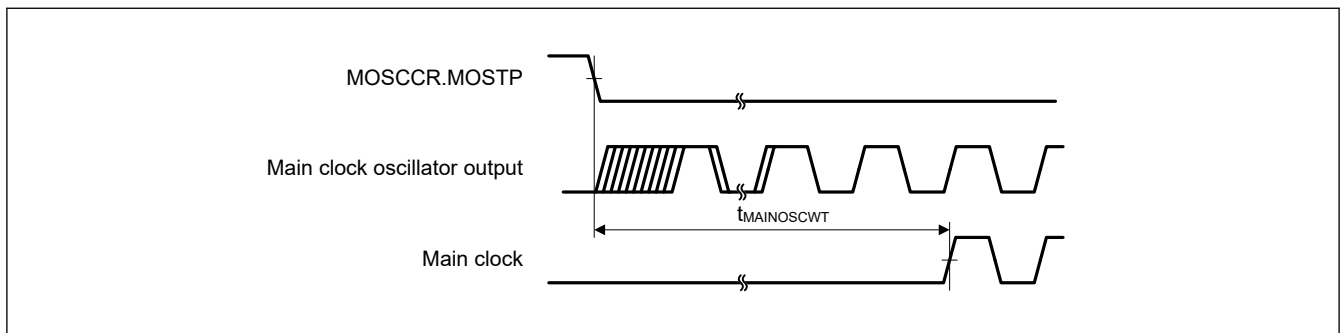 MOSCCR.MOSTP
Main clock oscillator output
tMAINOSCWT
Main clock